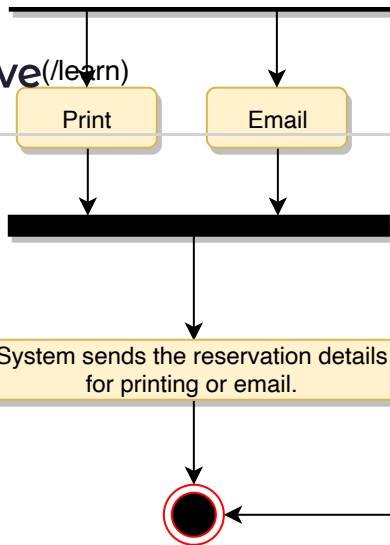 ve(/learn)
Print
Email
System sends the reservation details
for printing or email.